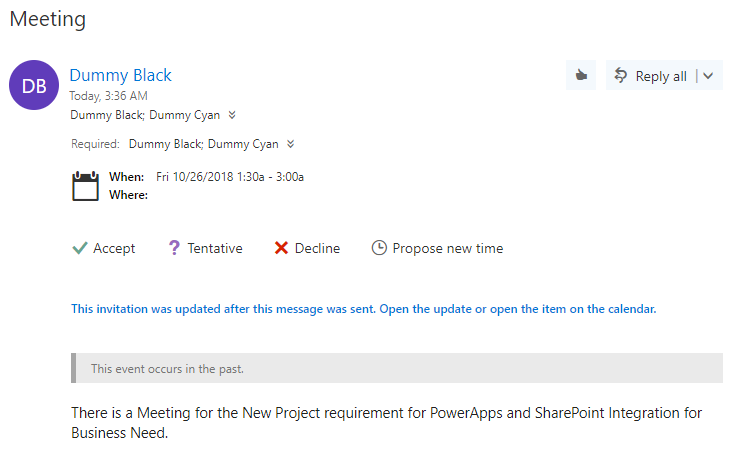 Meeting
DB
Dummy Black
Today, 3:36 AM
Reply all
Dummy Black; Dummy Cyan
Required: Dummy Black; Dummy Cyan
When: Fri 10/26/2018 1:30a - 3:00a
Where:
Accept ? Tentative Decline Propose new time
This invitation was updated after this message was sent. Open the update or open the item on the calendar.
This event occurs in the past.
There is a Meeting for the New Project requirement for PowerApps and SharePoint Integration for
Business Need.